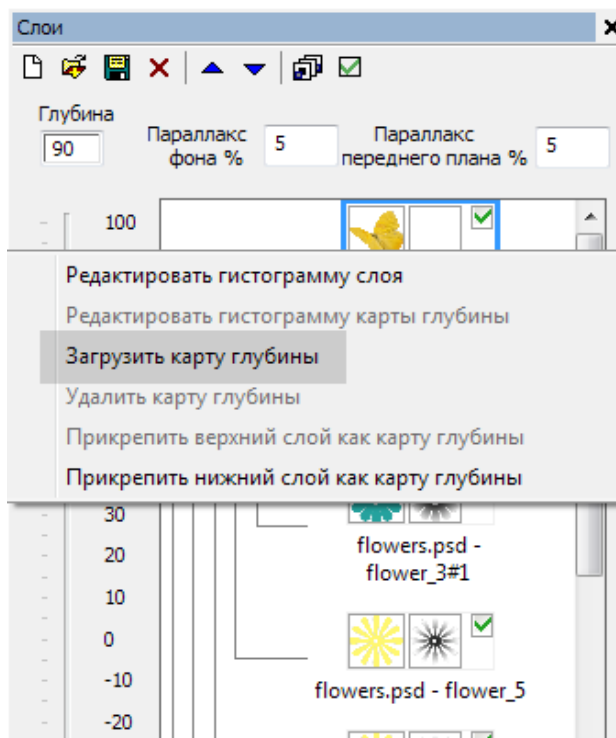 Слои
Глубина
90
Параллакс
фона %
5
Параллакс
переднего плана %
5
100
Редактировать гистограмму слоя
Редактировать гистограмму карты глубины
Загрузить карту глубины
Удалить карту глубины
Прикрепить верхний слой как карту глубины
Прикрепить нижний слой как карту глубины
30
flowers.psd -
20
flower_3#1
10
0
-10
flowers.psd - flower_5
-20